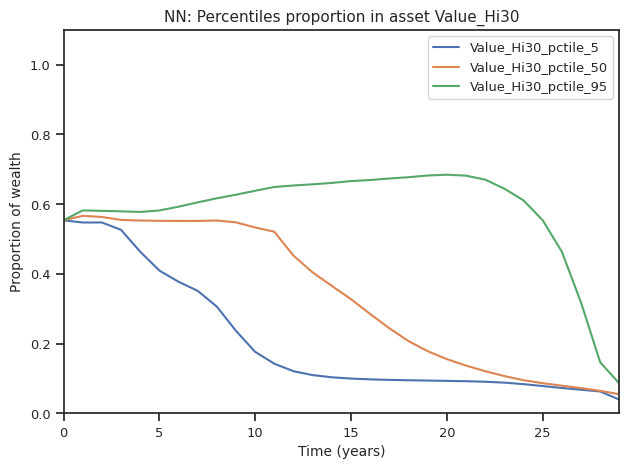 NN: Percentiles proportion in asset Value_Hi30
Value_Hi30_pctile_5
Value_Hi30_pctile_50
Value_Hi30_pctile_95
Proportion of wealth
1.0
0.8
0.6
0.4
0.2
0.0
0 5 10 15 20 25
Time (years)